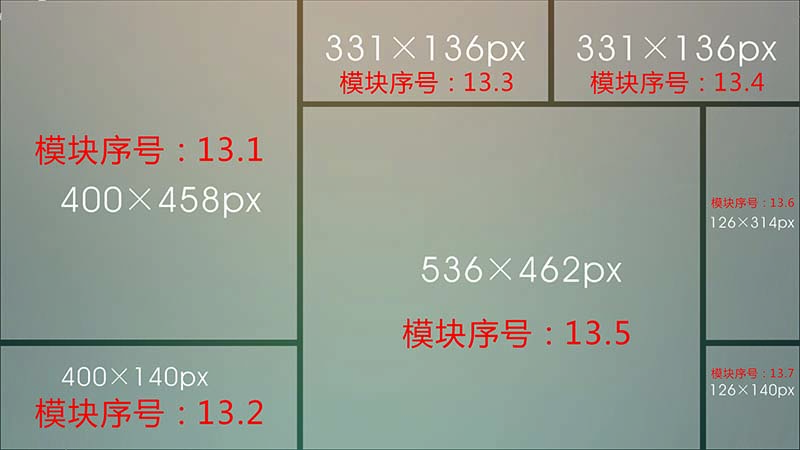 模块序号：13.1
400×458px
400×140px
模块序号：13.2
331×136px
模块序号：13.3
331×136px
模块序号：13.4
536×462px
模块序号：13.5
模块序号：13.6
126×314px
模块序号：13.7
126×140px